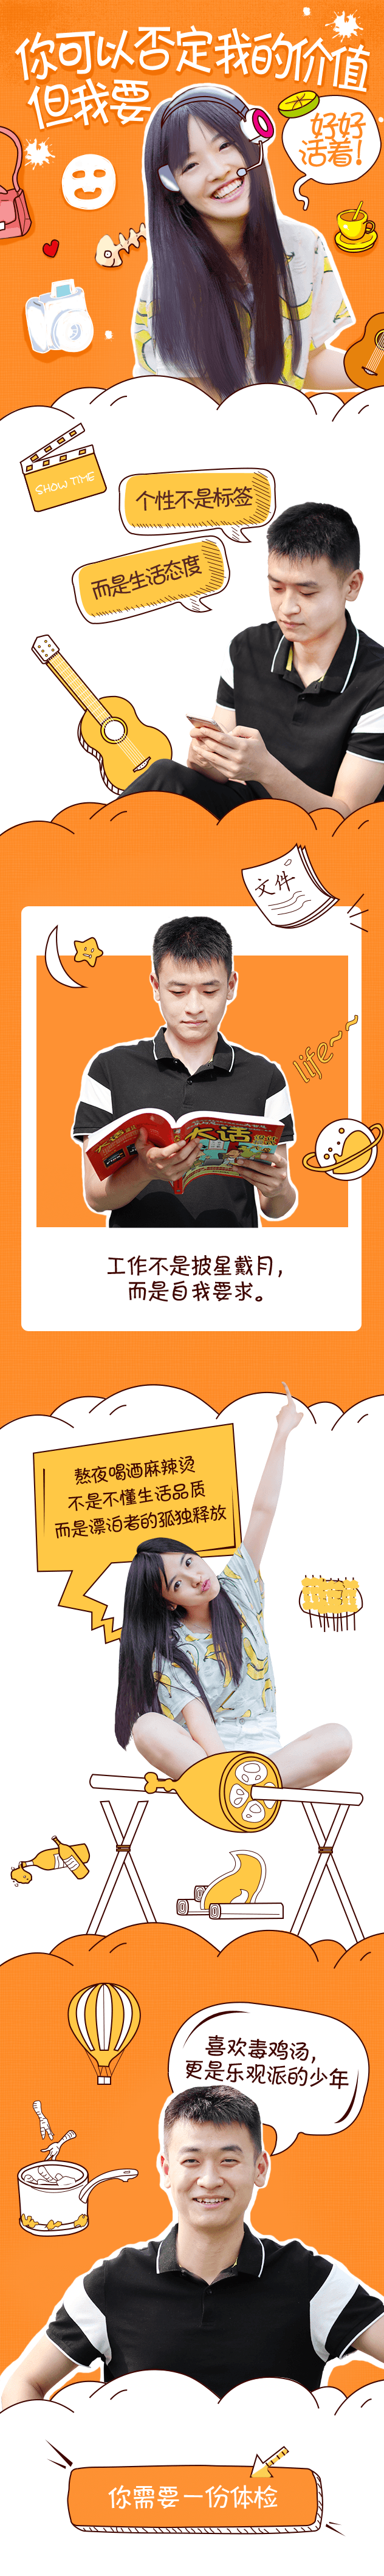 你可以否定我的价值
但我要
好好
活着!
SHOW TIME
个性不是标签
而是生活态度
文件
life~~
大话
工作不是披星戴月，
而是自我要求。
熬夜喝酒麻辣烫
不是不懂生活品质
而是漂泊者的孤独释放
喜欢毒鸡汤，
更是乐观派的少年
你需要一份体检